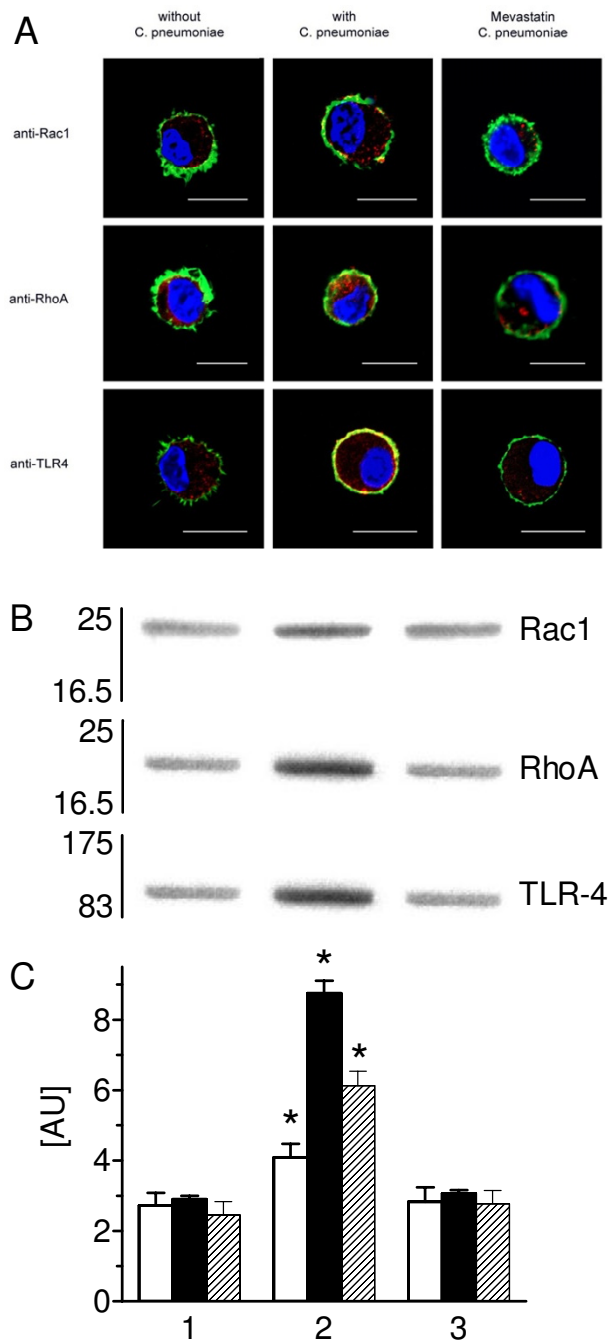 A
without
C. pneumoniae
with
C. pneumoniae
Mevastatin
C. pneumoniae
anti-Rac1
anti-RhoA
anti-TLR4
B
25
16.5
Rac1
25
16.5
RhoA
175
83
TLR-4
C
[AU]
8
6
4
2
0
*
*
*
1 2 3